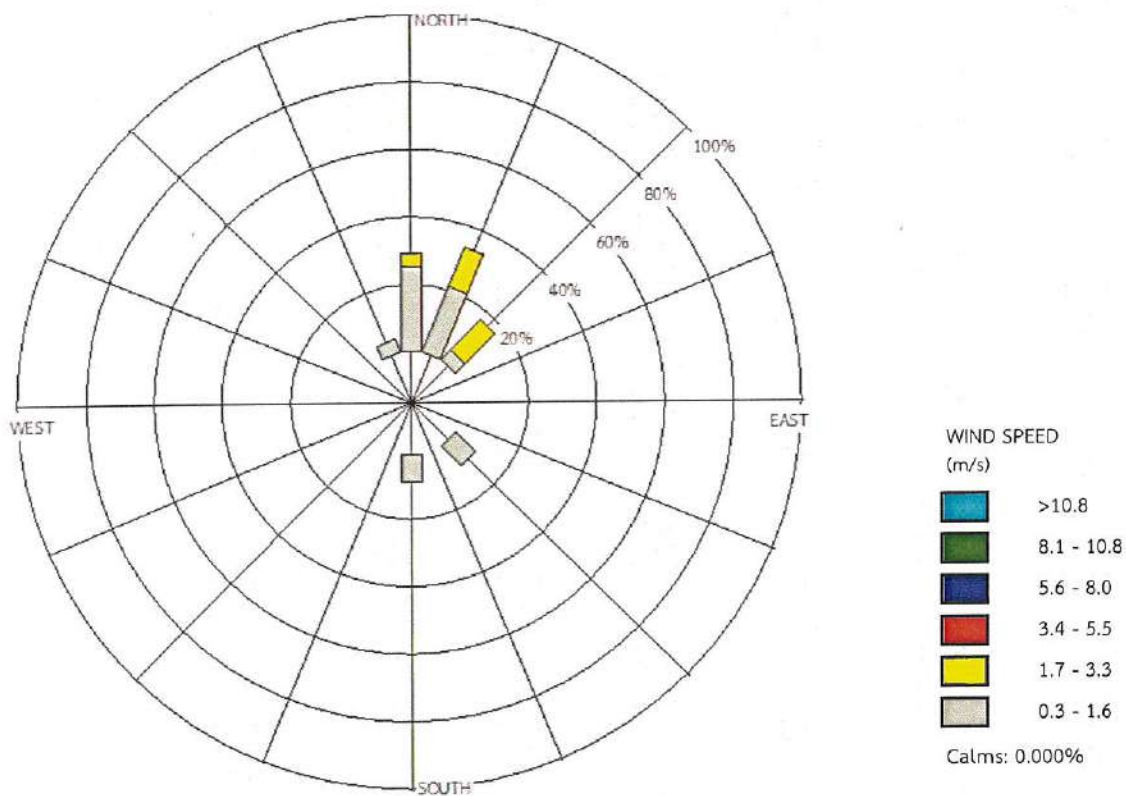 NORTH
100%
80%
60%
40%
20%
WEST
EAST
SOUTH
WIND SPEED
(m/s)
>10.8
8.1 - 10.8
5.6 - 8.0
3.4 - 5.5
1.7 - 3.3
0.3 - 1.6
Calms: 0.000%